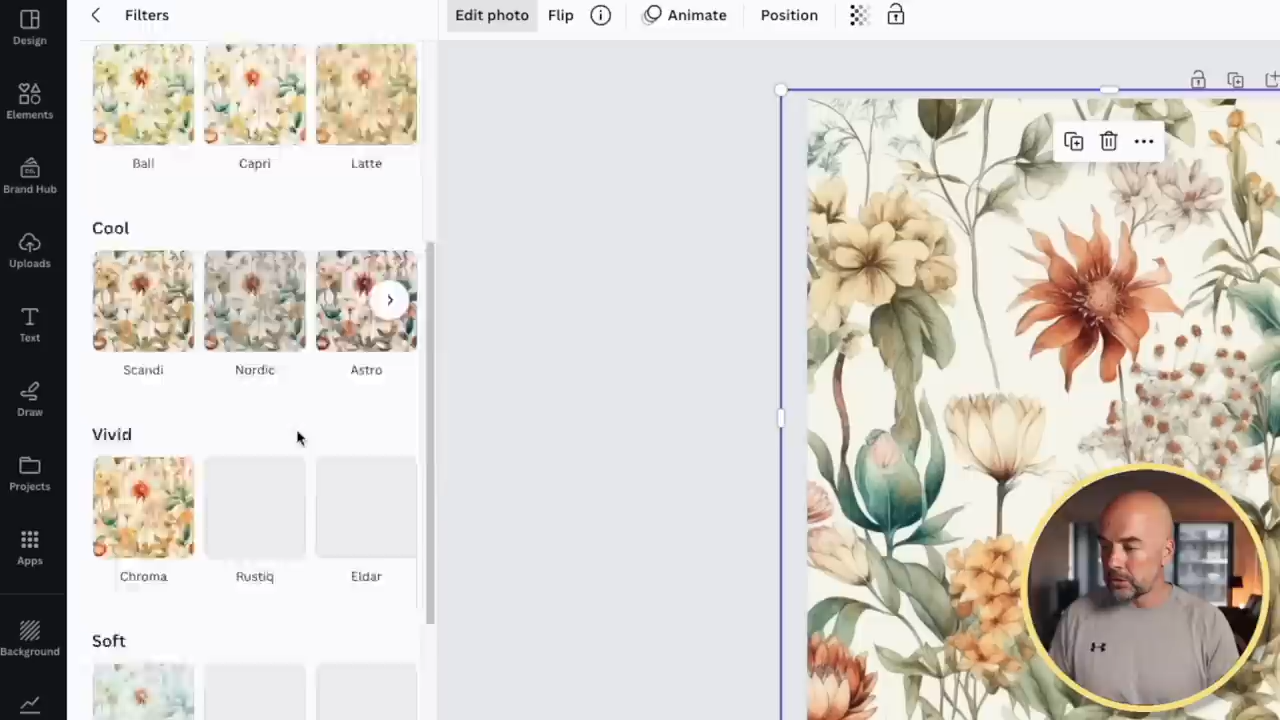 Filters
Edit photo
Flip
Animate
Position
Design
Elements
Brand Hub
Uploads
Text
Draw
Projects
Apps
Background
Bali
Capri
Latte
Cool
Scandi
Nordic
Astro
Vivid
Chroma
Rustiq
Eldar
Soft